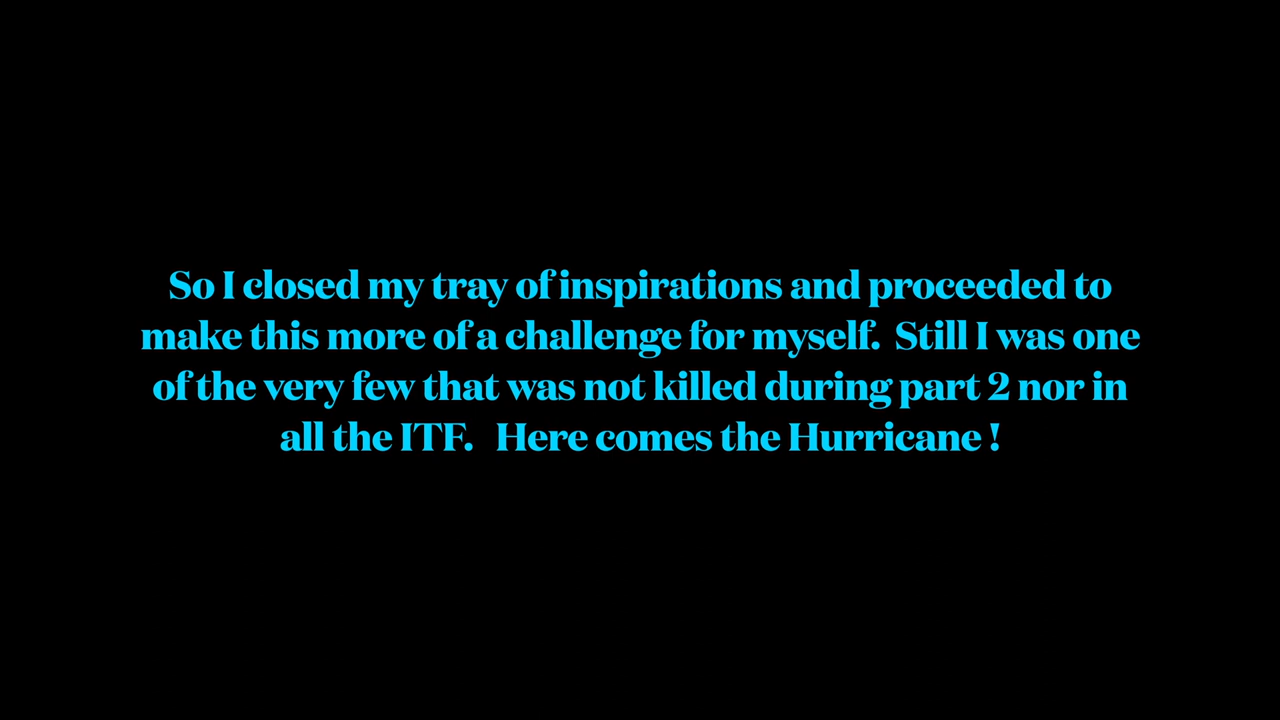 So I closed my tray of inspirations and proceeded to
make this more of a challenge for myself.  Still I was one
of the very few that was not killed during part 2 nor in
all the ITF.   Here comes the Hurricane !